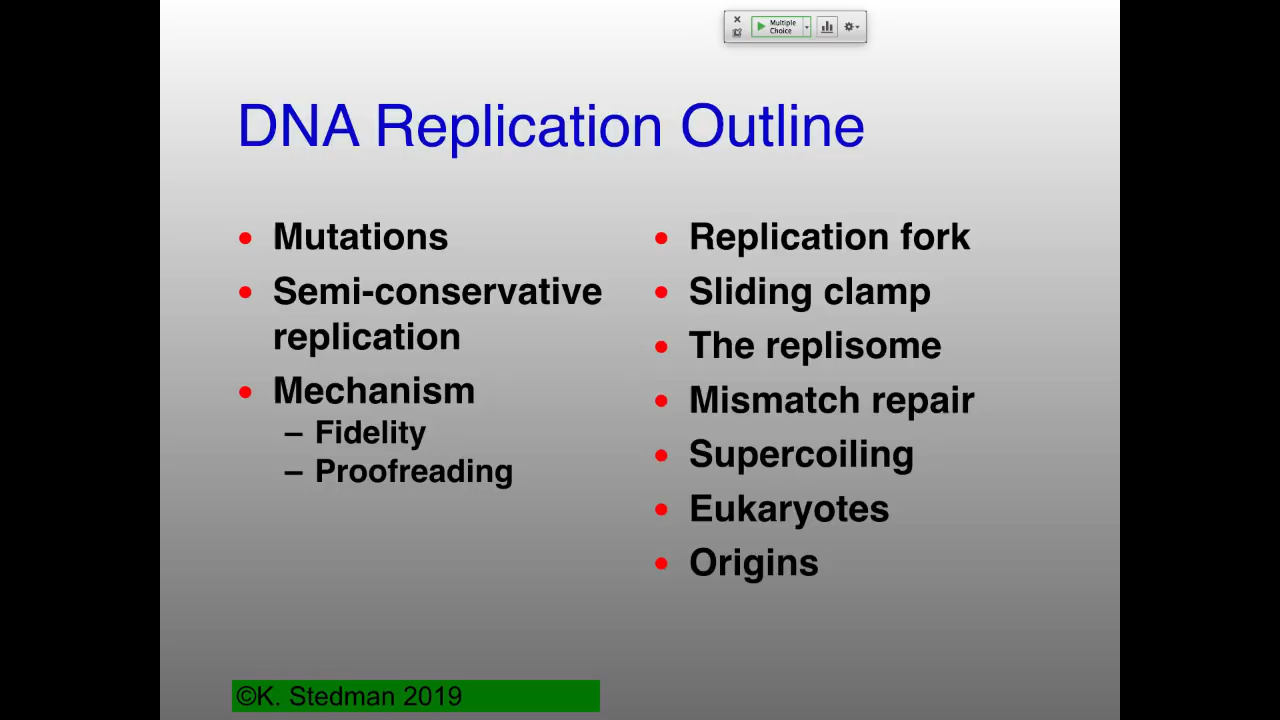 Multiple
Choice
DNA Replication Outline
• Mutations
• Semi-conservative
replication
• Mechanism
– Fidelity
– Proofreading
• Replication fork
• Sliding clamp
• The replisome
• Mismatch repair
• Supercoiling
• Eukaryotes
• Origins
©K. Stedman 2019